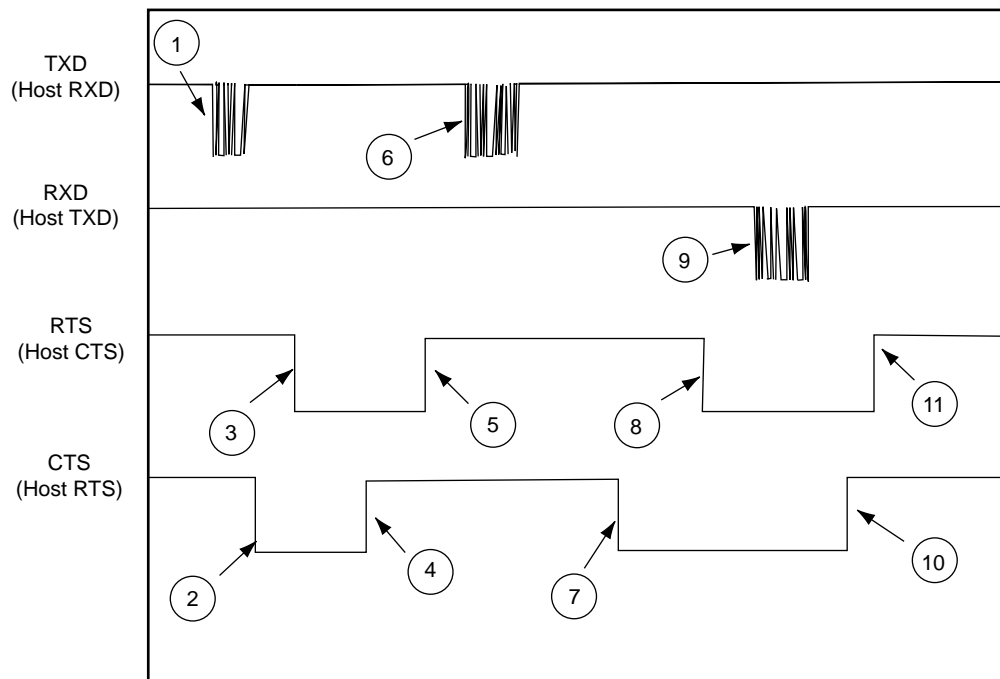 1
TXD
(Host RXD)
6
RXD
(Host TXD)
9
RTS
(Host CTS)
3
5
8
11
CTS
(Host RTS)
2
4
7
10